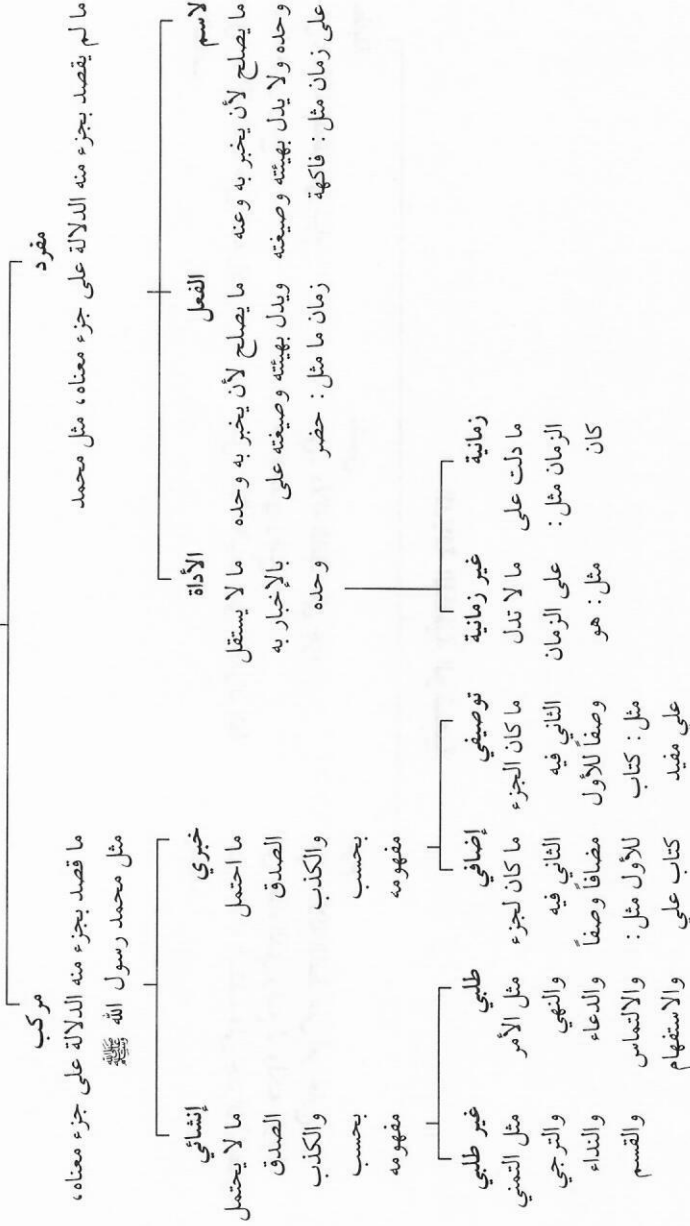 مفرد
ما لم يقصد بجزء منه الدلالة على جزء معناه، مثل محمد
لاسم
ما يصلح لأن يخبر به وعنه
وحده ولا يدل بهيئته وصيغته
على زمان مثل : فاكهة
الفعل
ما يصلح لأن يخبر به وحده
ويدل بهيئته وصيغته على
زمان ما مثل : حضر
الأداة
ما لا يستقل
بالإخبار به
وحده
زمانية
ما دلت على
الزمان مثل :
كان
غير زمانية
ما لا تدل
على الزمان
مثل : هو
مركب
ما قصد بجزء منه الدلالة على جزء معناه،
مثل محمد رسول الله ﷺ
خبري
ما احتمل
الصدق
والكذب
بحسب
مفهومه
توصيفي
ما كان الجزء
الثاني فيه
وصفاً للأول
مثل : كتاب
علي مفيد
إضافي
ما كان لجزء
الثاني فيه
مضافاً وصفاً
للأول مثل :
كتاب علي
إنشائي
ما لا يحتمل
الصدق
والكذب
بحسب
مفهومه
طلبي
مثل الأمر
والنهي
والدعاء
والالتماس
والاستفهام
غير طلبي
مثل التمني
والترجي
والنداء
والقسم